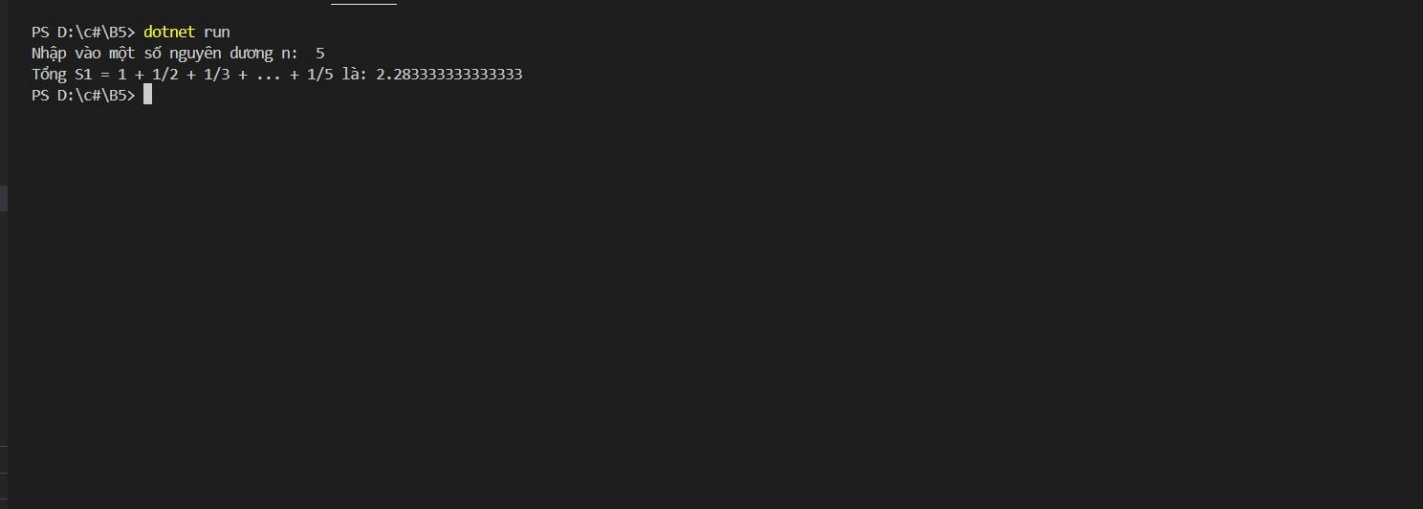 PS D:\c#\B5> dotnet run
Nhập vào một số nguyên dương n:  5
Tổng S1 = 1 + 1/2 + 1/3 + ... + 1/5 là: 2.283333333333333
PS D:\c#\B5>